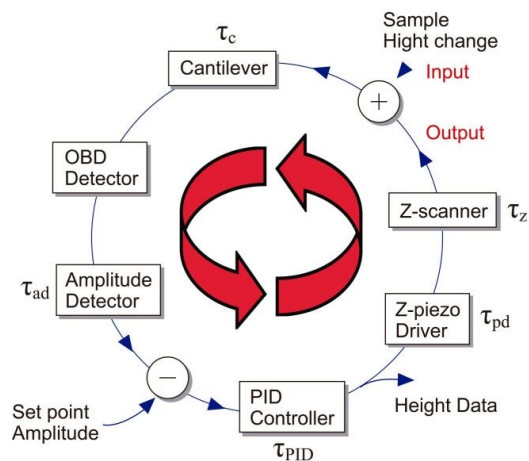 τc
Cantilever
Sample
Hight change
Input
+
Output
OBD
Detector
Z-scanner
τz
τad
Amplitude
Detector
Z-piezo
Driver
τpd
−
Set point
Amplitude
PID
Controller
τPID
Height Data